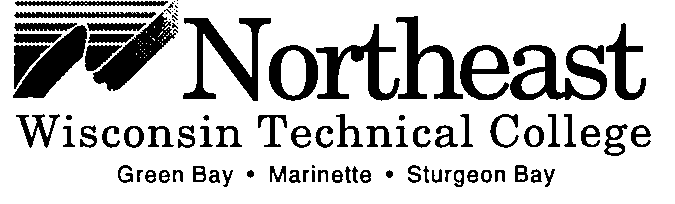 Northeast
Wisconsin Technical College
Green Bay • Marinette • Sturgeon Bay